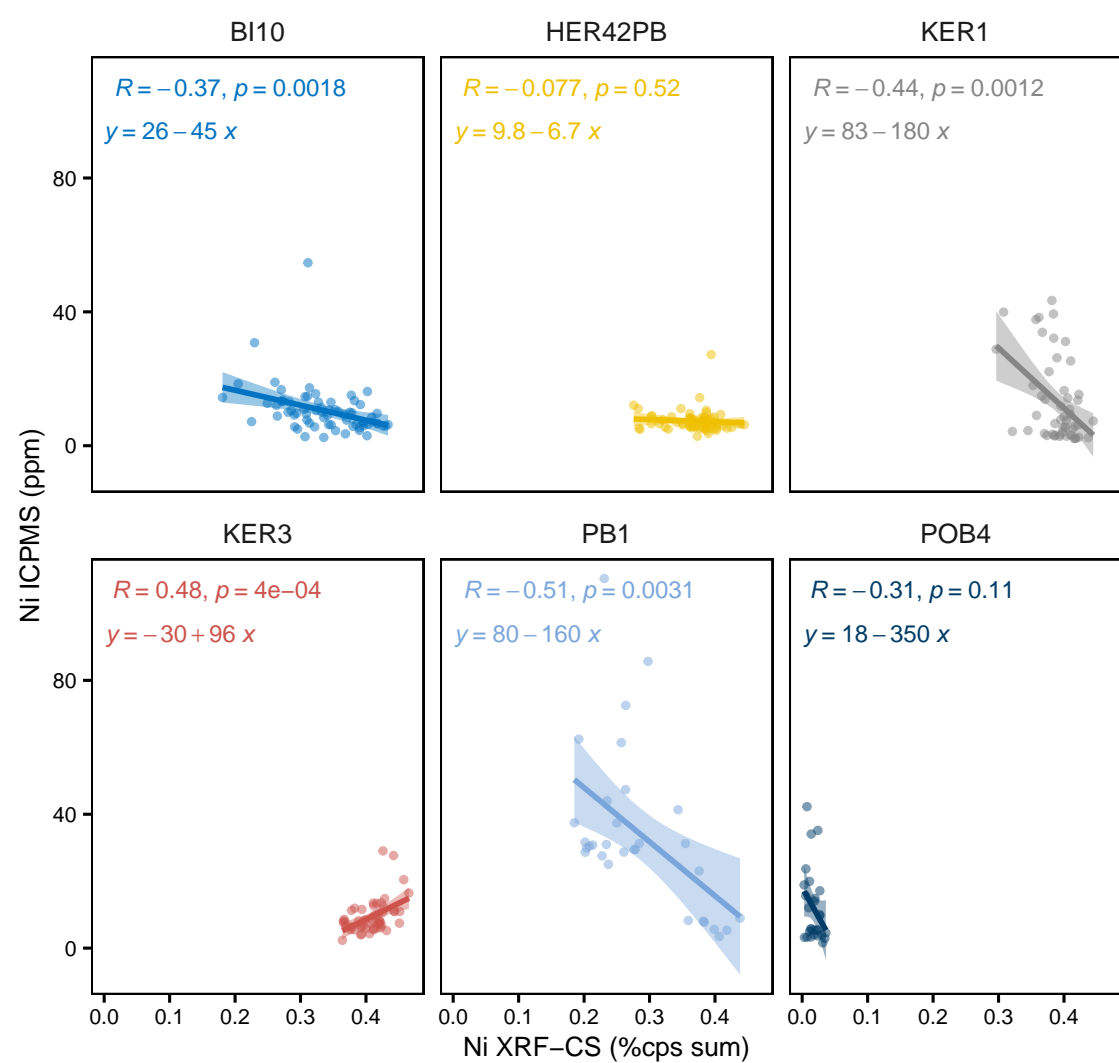 BI10 HER42PB KER1
R = −0.37, p = 0.0018 R = −0.077, p = 0.52 R = −0.44, p = 0.0012
y = 26 − 45 x y = 9.8 − 6.7 x y = 83 − 180 x
80
40
0
Ni ICPMS (ppm)
KER3 PB1 POB4
R = 0.48, p = 4e−04 R = −0.51, p = 0.0031 R = −0.31, p = 0.11
y = −30 + 96 x y = 80 − 160 x y = 18 − 350 x
80
40
0
0.0 0.1 0.2 0.3 0.4 0.0 0.1 0.2 0.3 0.4 0.0 0.1 0.2 0.3 0.4
Ni XRF−CS (%cps sum)